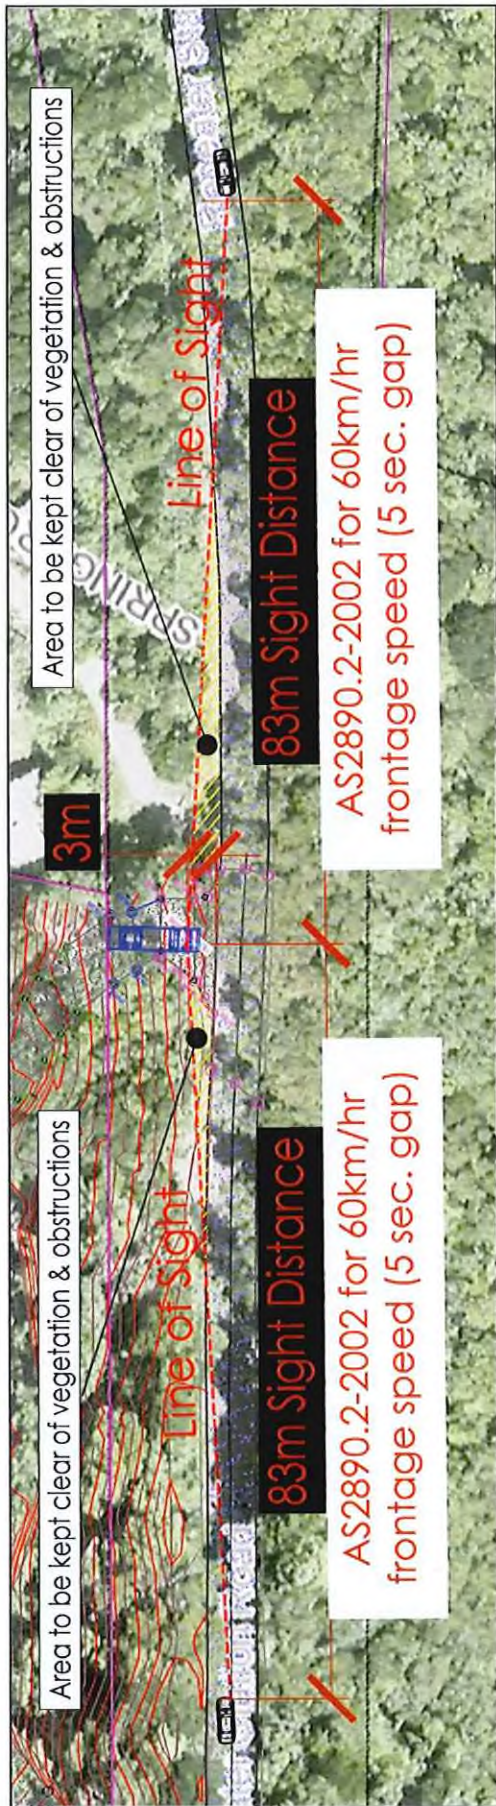 Area to be kept clear of vegetation & obstructions
Area to be kept clear of vegetation & obstructions
3m
Line of Sight
Line of Sight
83m Sight Distance
AS2890.2-2002 for 60km/hr
frontage speed (5 sec. gap)
83m Sight Distance
AS2890.2-2002 for 60km/hr
frontage speed (5 sec. gap)